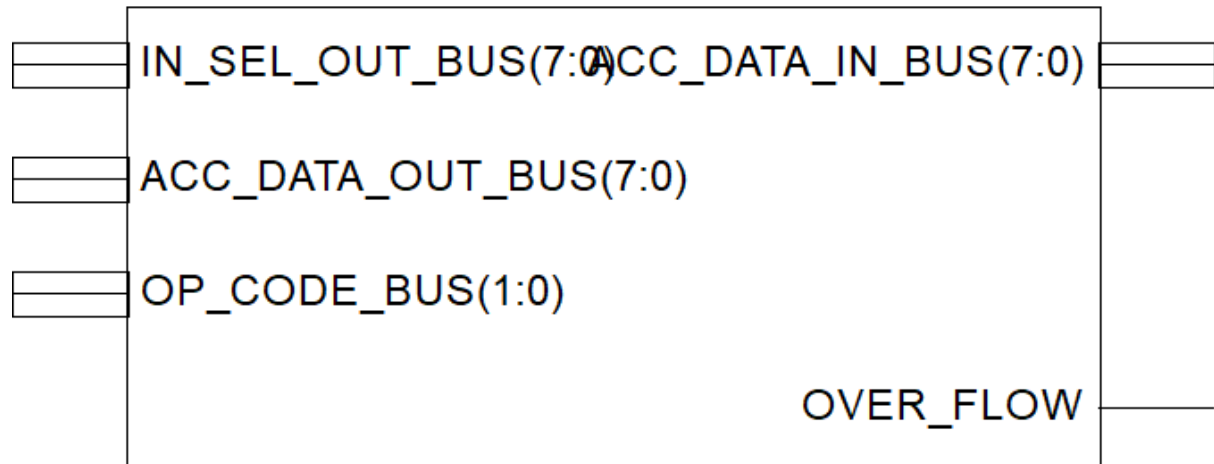 IN_SEL_OUT_BUS(7:0)
ACC_DATA_IN_BUS(7:0)
ACC_DATA_OUT_BUS(7:0)
OP_CODE_BUS(1:0)
OVER_FLOW